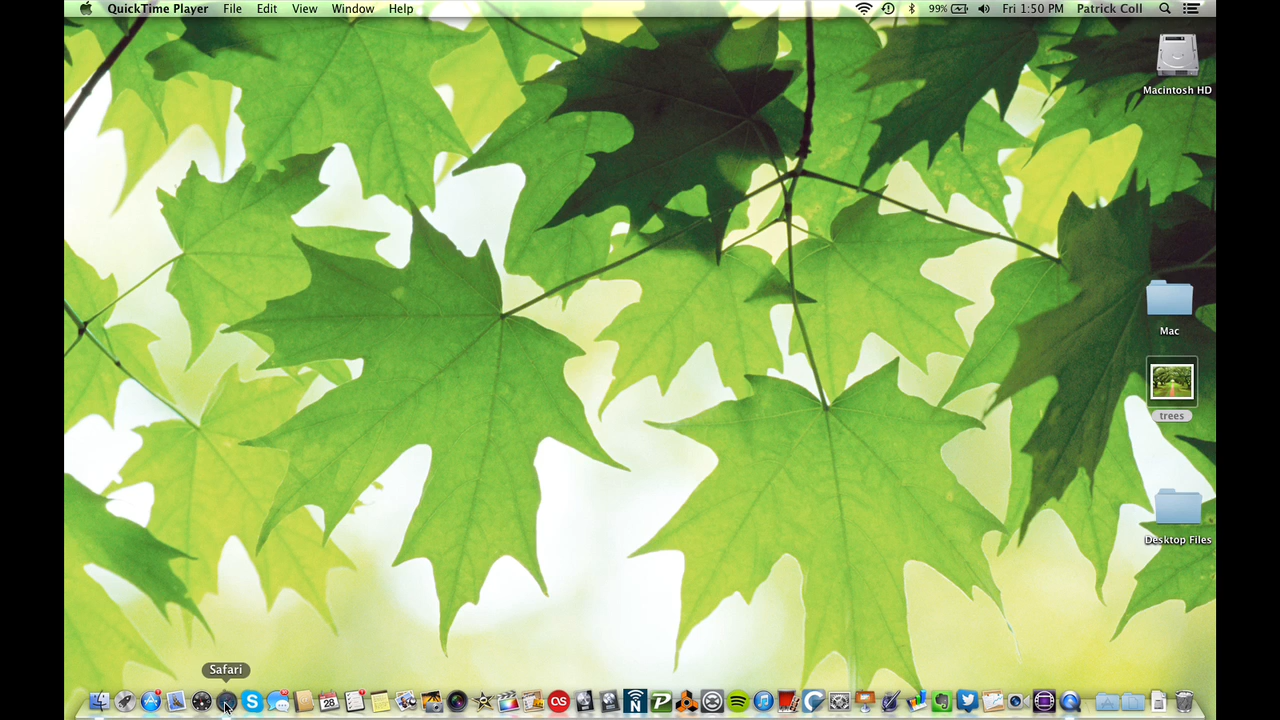 QuickTime Player File Edit View Window Help 99% Fri 1:50 PM Patrick Coll
Macintosh HD
Mac
trees
Desktop Files
Safari
28